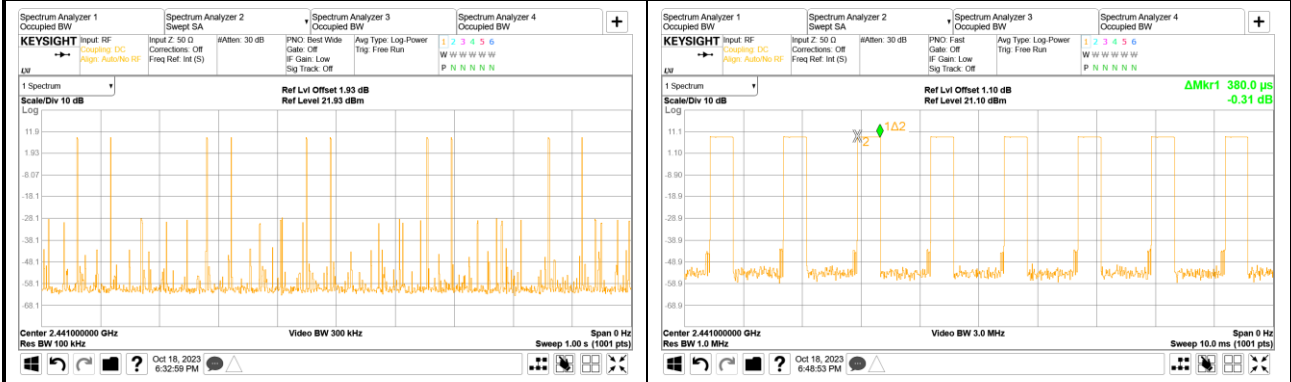 Spectrum Analyzer 1
Occupied BW
Spectrum Analyzer 2
Swept SA
Spectrum Analyzer 3
Occupied BW
Spectrum Analyzer 4
Occupied BW
+
KEYSIGHT
Input: RF
Coupling: DC
Align: Auto/No RF
Input Z: 50 Ω
Corrections: Off
Freq Ref: Int (S)
#Atten: 30 dB
PNO: Best Wide
Gate: Off
IF Gain: Low
Sig Track: Off
Avg Type: Log-Power
Trig: Free Run
1 2 3 4 5 6
W W W W W W
P N N N N N
LXI
1 Spectrum
Scale/Div 10 dB
Log
Ref Lvl Offset 1.93 dB
Ref Level 21.93 dBm
11.9
1.93
-8.07
-18.1
-28.1
-38.1
-48.1
-58.1
-68.1
Center 2.441000000 GHz
Res BW 100 kHz
Video BW 300 kHz
Span 0 Hz
Sweep 1.00 s (1001 pts)
?
Oct 18, 2023
6:32:59 PM
Spectrum Analyzer 1
Occupied BW
Spectrum Analyzer 2
Swept SA
Spectrum Analyzer 3
Occupied BW
Spectrum Analyzer 4
Occupied BW
+
KEYSIGHT
Input: RF
Coupling: DC
Align: Auto/No RF
Input Z: 50 Ω
Corrections: Off
Freq Ref: Int (S)
#Atten: 30 dB
PNO: Fast
Gate: Off
IF Gain: Low
Sig Track: Off
Avg Type: Log-Power
Trig: Free Run
1 2 3 4 5 6
W W W W W W
P N N N N N
LXI
1 Spectrum
Scale/Div 10 dB
Log
Ref Lvl Offset 1.10 dB
Ref Level 21.10 dBm
ΔMkr1 380.0 µs
-0.31 dB
1Δ2
2
11.1
1.10
-8.90
-18.9
-28.9
-38.9
-48.9
-58.9
-68.9
Center 2.441000000 GHz
Res BW 1.0 MHz
Video BW 3.0 MHz
Span 0 Hz
Sweep 10.0 ms (1001 pts)
?
Oct 18, 2023
6:48:53 PM